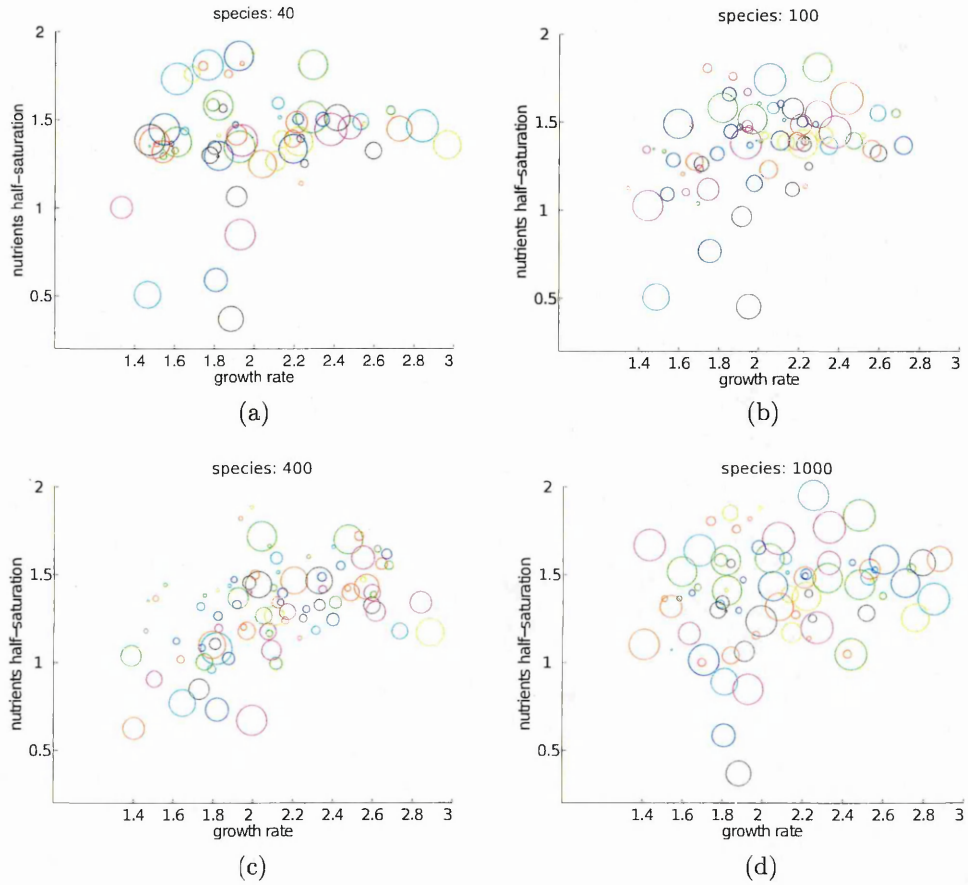 species: 40
nutrients half-saturation
2
1.5
1
0.5
1.4 1.6 1.8 2 2.2 2.4 2.6 2.8 3
growth rate
(a)
species: 100
nutrients half-saturation
2
1.5
1
0.5
1.4 1.6 1.8 2 2.2 2.4 2.6 2.8 3
growth rate
(b)
species: 400
nutrients half-saturation
2
1.5
1
0.5
1.4 1.6 1.8 2 2.2 2.4 2.6 2.8 3
growth rate
(c)
species: 1000
nutrients half-saturation
2
1.5
1
0.5
1.4 1.6 1.8 2 2.2 2.4 2.6 2.8 3
growth rate
(d)